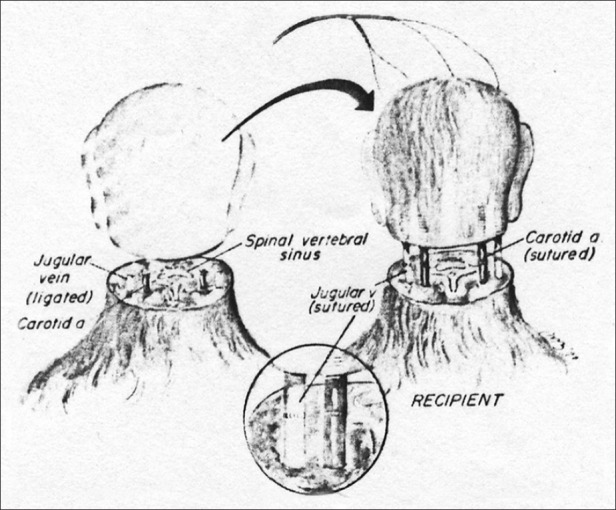 Spinal vertebral
sinus
Jugular
vein
(ligated)
Carotid a
Carotid a.
(sutured)
Jugular v
(sutured)
RECIPIENT